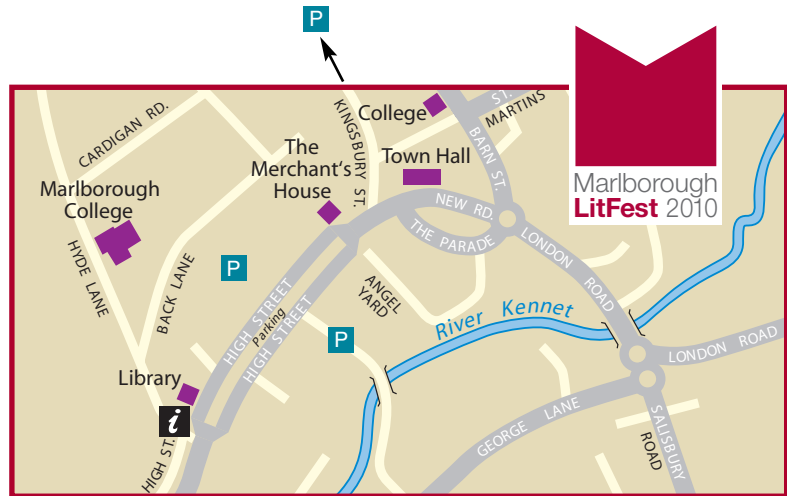 P
ST.
MARTINS
College
KINGSBURY ST.
BARN ST.
CARDIGAN RD.
The
Merchant's
House
Town Hall
Marlborough
College
Marlborough
LitFest 2010
NEW RD.
THE PARADE
LONDON ROAD
HYDE LANE
BACK LANE
P
ANGEL
YARD
HIGH STREET
Parking
HIGH STREET
River Kennet
P
LONDON ROAD
Library
i
HIGH ST.
GEORGE LANE
SALISBURY
ROAD